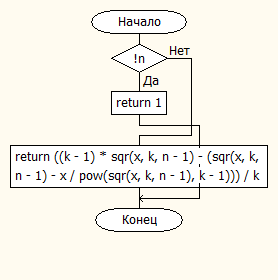 Начало
!n
Нет
Да
return 1
return ((k - 1) * sqr(x, k, n - 1) - (sqr(x, k,
n - 1) - x / pow(sqr(x, k, n - 1), k - 1))) / k
Конец